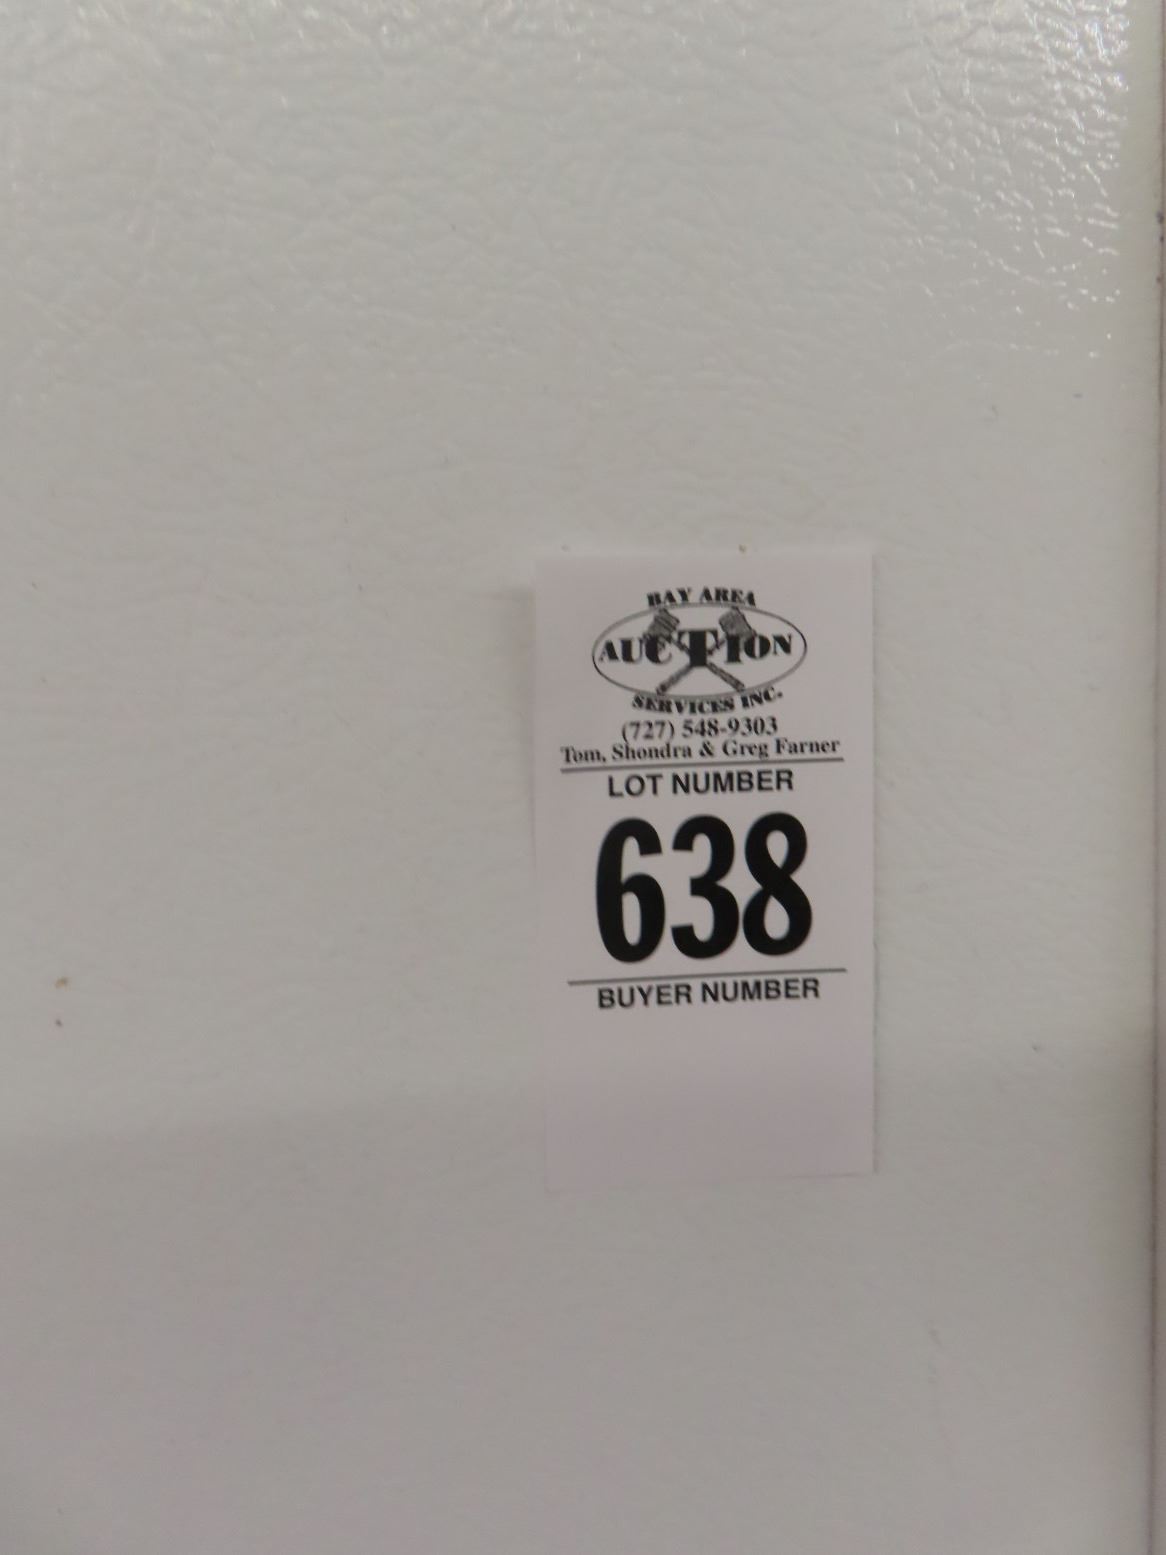 BAY AREA
AUCTION
SERVICES INC.
(727) 548-9303
Tom, Shondra & Greg Farner
LOT NUMBER
638
BUYER NUMBER